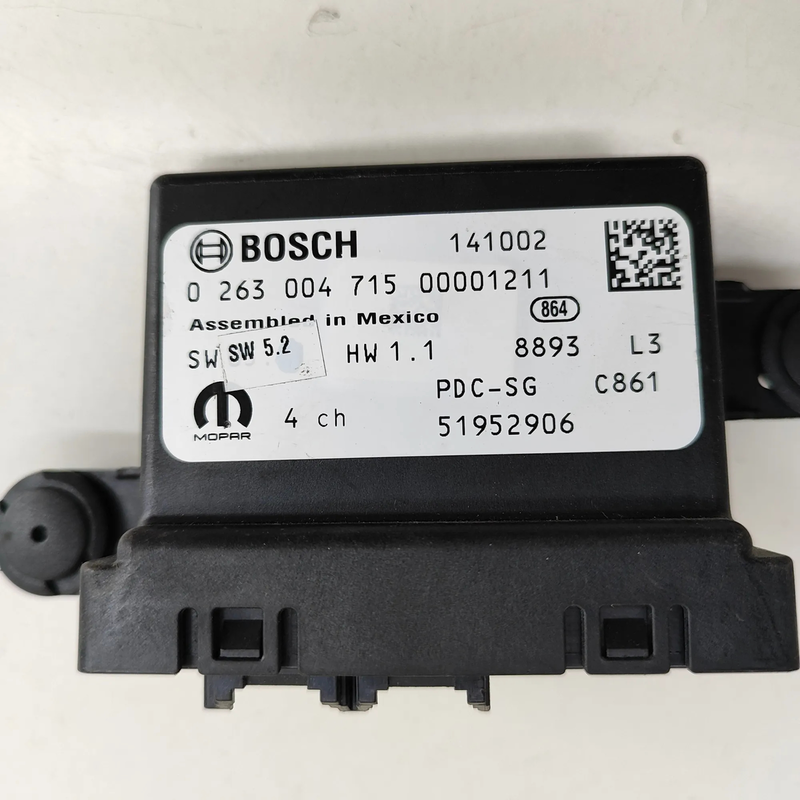 BOSCH 141002
0 263 004 715 00001211
Assembled in Mexico 864
SW SW 5.2 HW 1.1 8893 L3
PDC-SG C861
MOPAR 4 ch 51952906